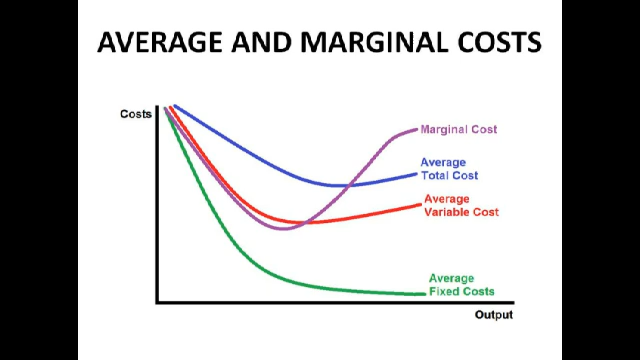 AVERAGE AND MARGINAL COSTS
Costs
Marginal Cost
Average
Total Cost
Average
Variable Cost
Average
Fixed Costs
Output